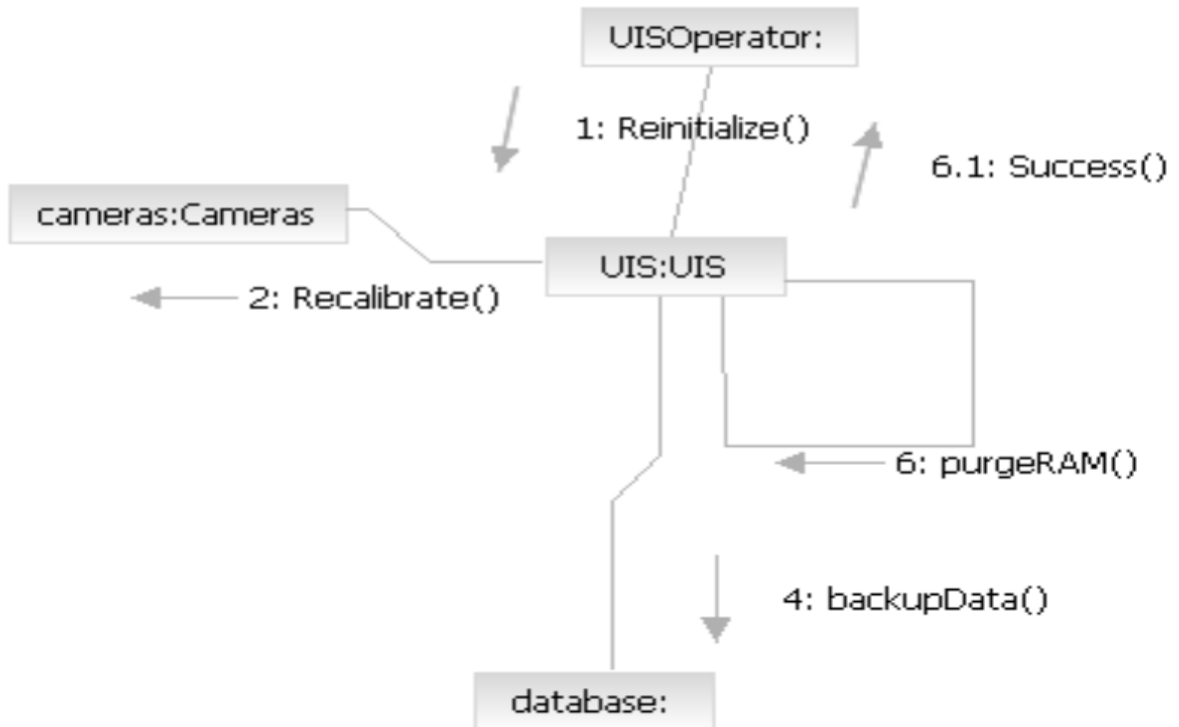 UISOperator:
1: Reinitialize()
6.1: Success()
cameras:Cameras
UIS:UIS
2: Recalibrate()
6: purgeRAM()
4: backupData()
database: